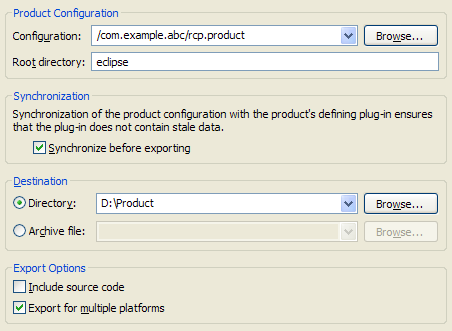 Product Configuration
Configuration: /com.example.abc/rcp.product Browse...
Root directory: eclipse
Synchronization
Synchronization of the product configuration with the product's defining plug-in ensures
that the plug-in does not contain stale data.
Synchronize before exporting
Destination
Directory: D:\Product Browse...
Archive file: Browse...
Export Options
Include source code
Export for multiple platforms